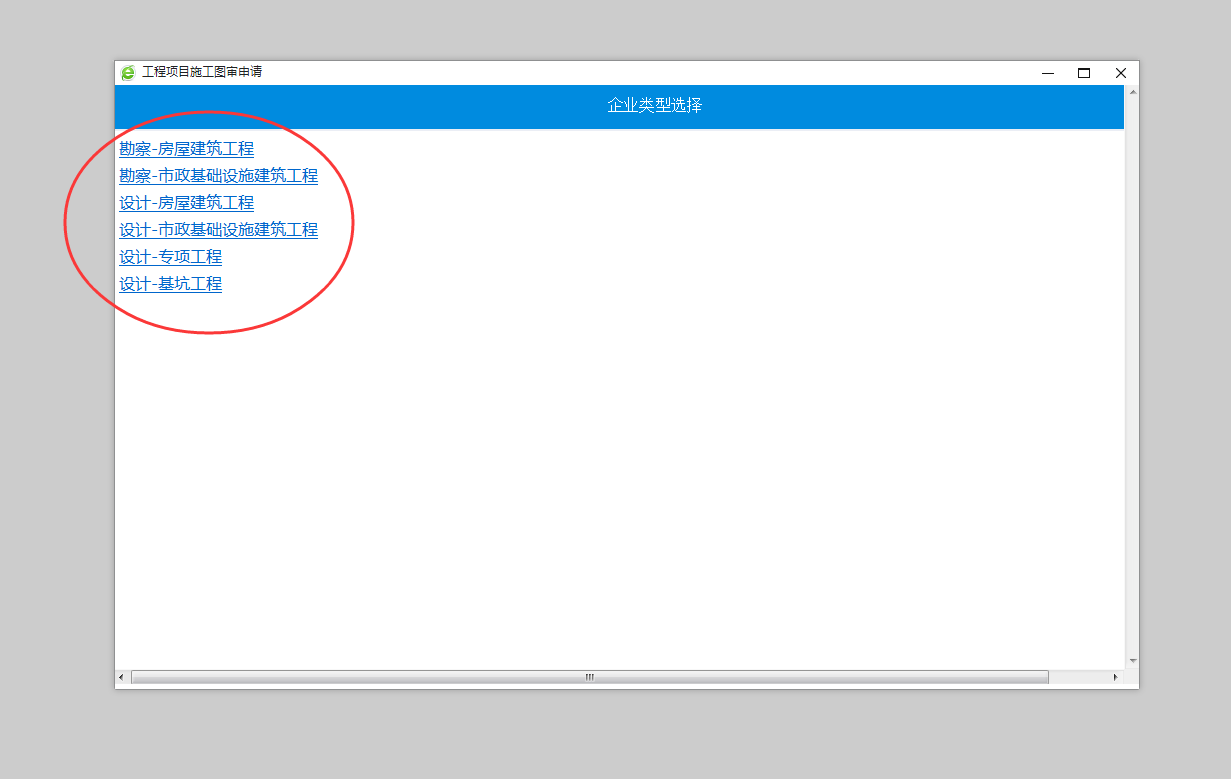 工程项目施工图审申请
企业类型选择
勘察-房屋建筑工程
勘察-市政基础设施建筑工程
设计-房屋建筑工程
设计-市政基础设施建筑工程
设计-专项工程
设计-基坑工程